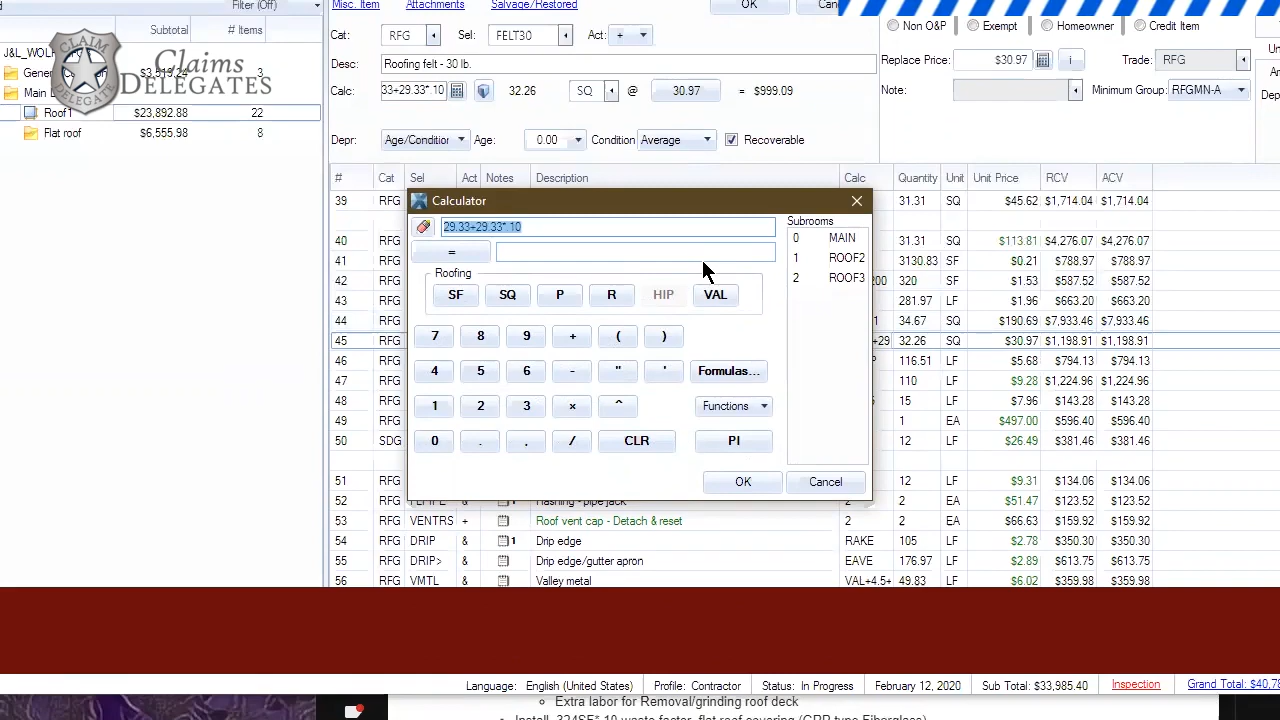 Misc. Item Attachments Salvage/Restored OK
Filter (Off)
Subtotal # Items
Non O&P Exempt Homeowner Credit Item
Cat: RFG Sel: FELT30 Act: +
Replace Price: $30.97 i Trade: RFG
J&L_WOLF
Desc: Roofing felt - 30 lb.
$3,519.24 3
Claims DELEGATES
CLAIM DELEGATE
Calc: 33+29.33*.10 32.26 SQ @ 30.97 = $999.09
Note: Minimum Group: RFGMN-A
Roof1 $23,892.88 22
Flat roof $6,555.98 8
Depr: Age/Condition Age: 0.00 Condition Average Recoverable
# Cat Sel Act Notes Description Calc Quantity Unit Unit Price RCV ACV
39 RFG 31.31 SQ $45.62 $1,714.04 $1,714.04
40 RFG 31.31 SQ $113.81 $4,276.07 $4,276.07
41 RFG 3130.83 SF $0.21 $788.97 $788.97
42 RFG 320 SF $1.53 $587.52 $587.52
43 RFG 281.97 LF $1.96 $663.20 $663.20
44 RFG 34.67 SQ $190.69 $7,933.46 $7,933.46
45 RFG +29 32.26 SQ $30.97 $1,198.91 $1,198.91
46 RFG 116.51 LF $5.68 $794.13 $794.13
47 RFG 110 LF $9.28 $1,224.96 $1,224.96
48 RFG 15 LF $7.96 $143.28 $143.28
49 RFG 1 EA $497.00 $596.40 $596.40
50 SDG 12 LF $26.49 $381.46 $381.46
51 RFG 12 LF $9.31 $134.06 $134.06
52 RFG Flashing - pipe jack 2 2 EA $51.47 $123.52 $123.52
53 RFG VENTRS + Roof vent cap - Detach & reset 2 2 EA $66.63 $159.92 $159.92
54 RFG DRIP & 1 Drip edge RAKE 105 LF $2.78 $350.30 $350.30
55 RFG DRIP> & Drip edge/gutter apron EAVE 176.97 LF $2.89 $613.75 $613.75
56 RFG VMTL & Valley metal VAL+4.5+ 49.83 LF $6.02 $359.98 $359.98
Calculator
29.33+29.33*.10
=
Subrooms
0 MAIN
1 ROOF2
2 ROOF3
Roofing
SF SQ P R HIP VAL
7 8 9 + ( )
4 5 6 - " ' Formulas...
1 2 3 × ^ Functions
0 . , / CLR PI
OK Cancel
Language: English (United States) Profile: Contractor Status: In Progress February 12, 2020 Sub Total: $33,985.40 Inspection
Extra labor for Removal/grinding roof deck